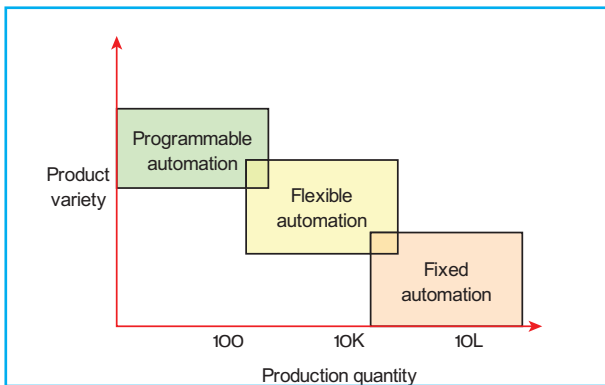 Programmable
automation
Product
variety
Flexible
automation
Fixed
automation
100
10K
10L
Production quantity